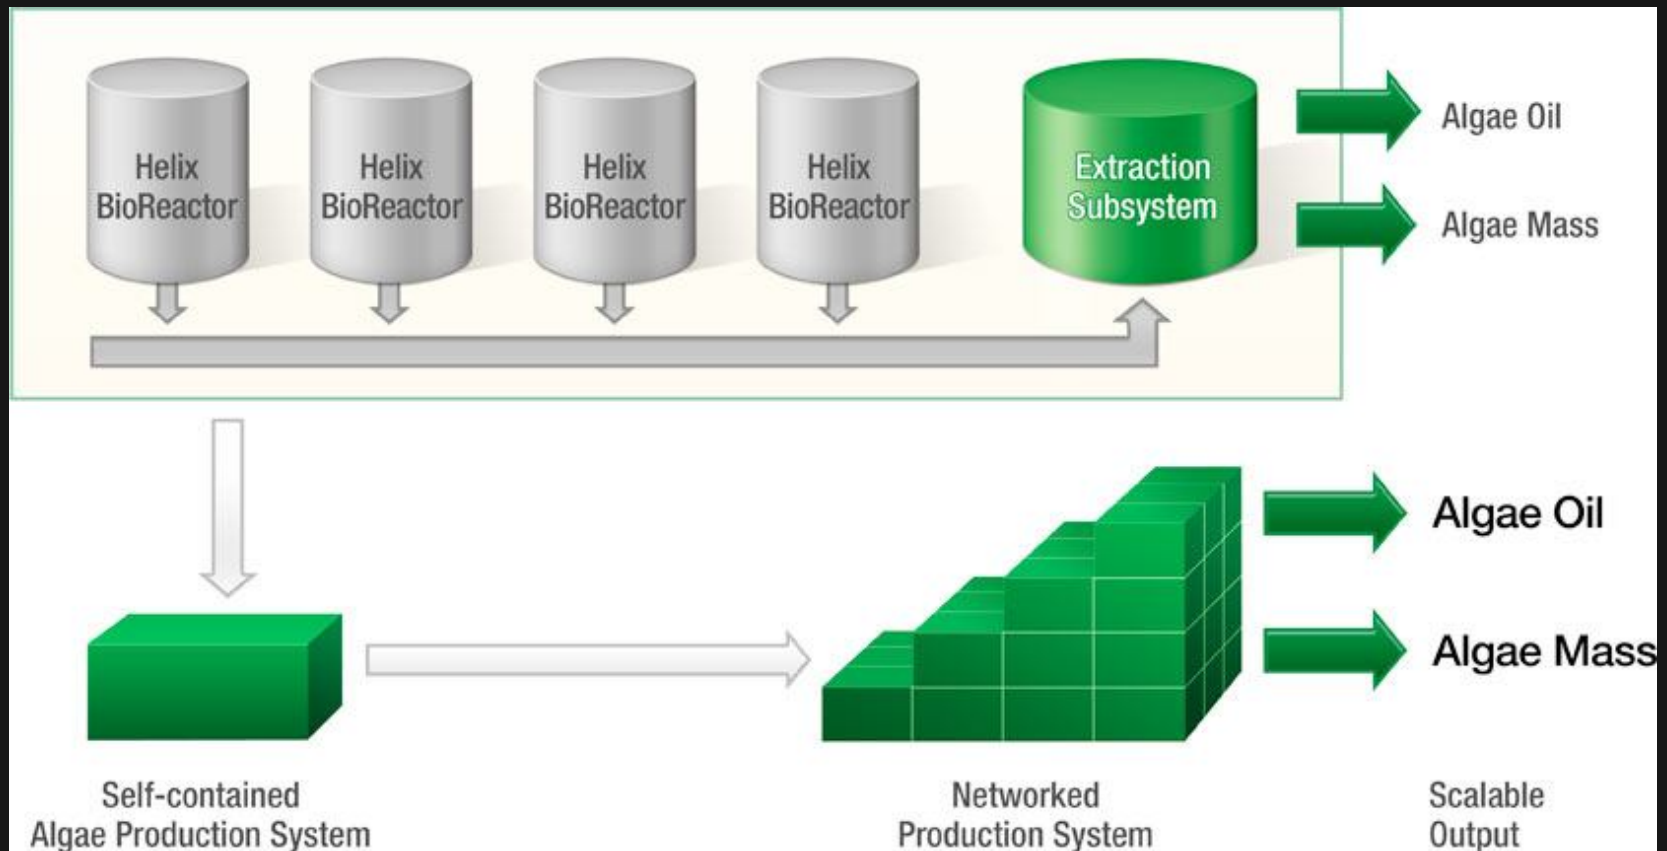 Helix
BioReactor
Helix
BioReactor
Helix
BioReactor
Helix
BioReactor
Extraction
Subsystem
Algae Oil
Algae Mass
Algae Oil
Algae Mass
Self-contained
Algae Production System
Networked
Production System
Scalable
Output